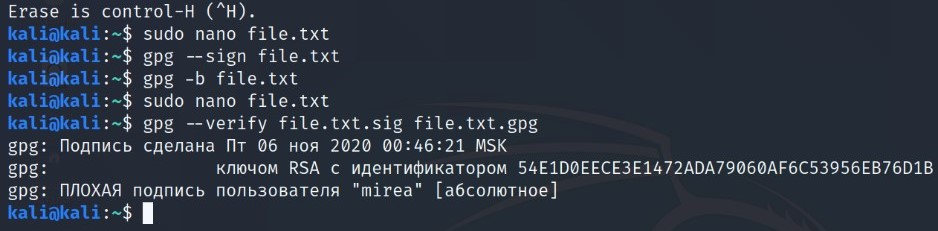 Erase is control-H (^H).
kali@kali:~$ sudo nano file.txt
kali@kali:~$ gpg --sign file.txt
kali@kali:~$ gpg -b file.txt
kali@kali:~$ sudo nano file.txt
kali@kali:~$ gpg --verify file.txt.sig file.txt.gpg
gpg: Подпись сделана Пт 06 ноя 2020 00:46:21 MSK
gpg:                ключом RSA с идентификатором 54E1D0EECE3E1472ADA79060AF6C53956EB76D1B
gpg: ПЛОХАЯ подпись пользователя "mirea" [абсолютное]
kali@kali:~$